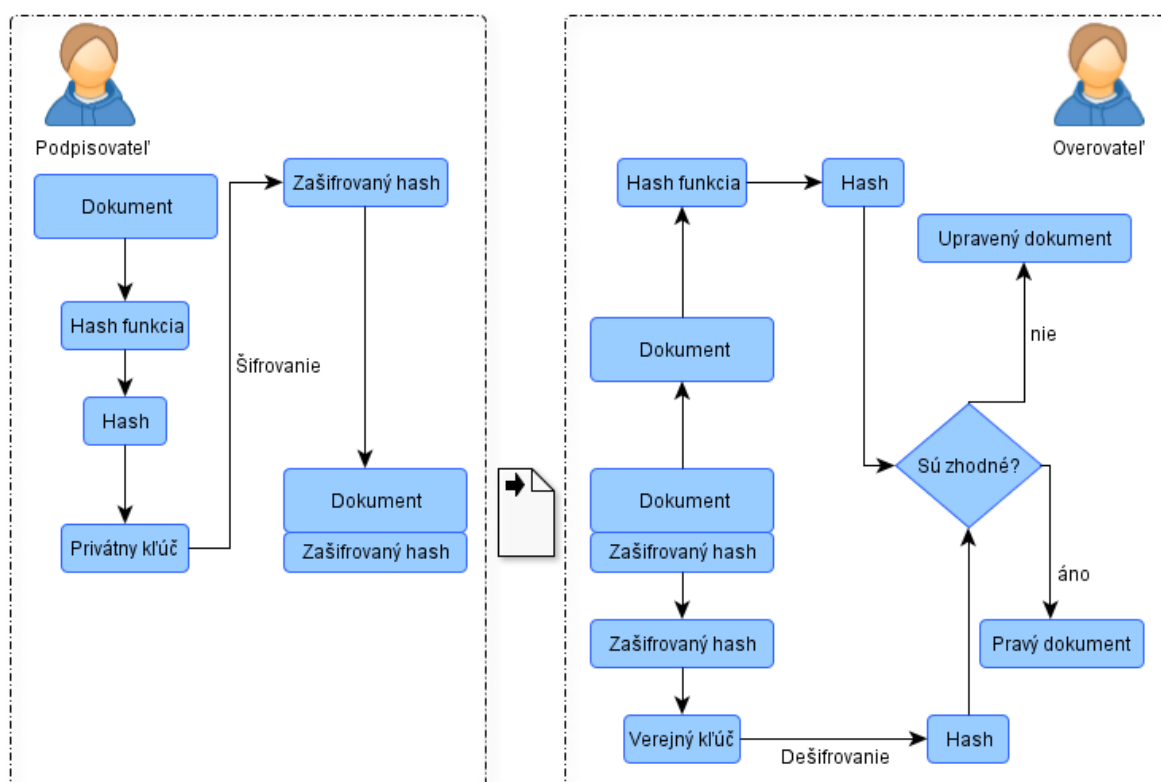 Podpisovateľ
Dokument
Hash funkcia
Hash
Privátny kľúč
Šifrovanie
Zašifrovaný hash
Dokument
Zašifrovaný hash
Overovateľ
Hash funkcia
Hash
Upravený dokument
nie
Dokument
Sú zhodné?
Dokument
Zašifrovaný hash
áno
Zašifrovaný hash
Pravý dokument
Verejný kľúč
Dešifrovanie
Hash